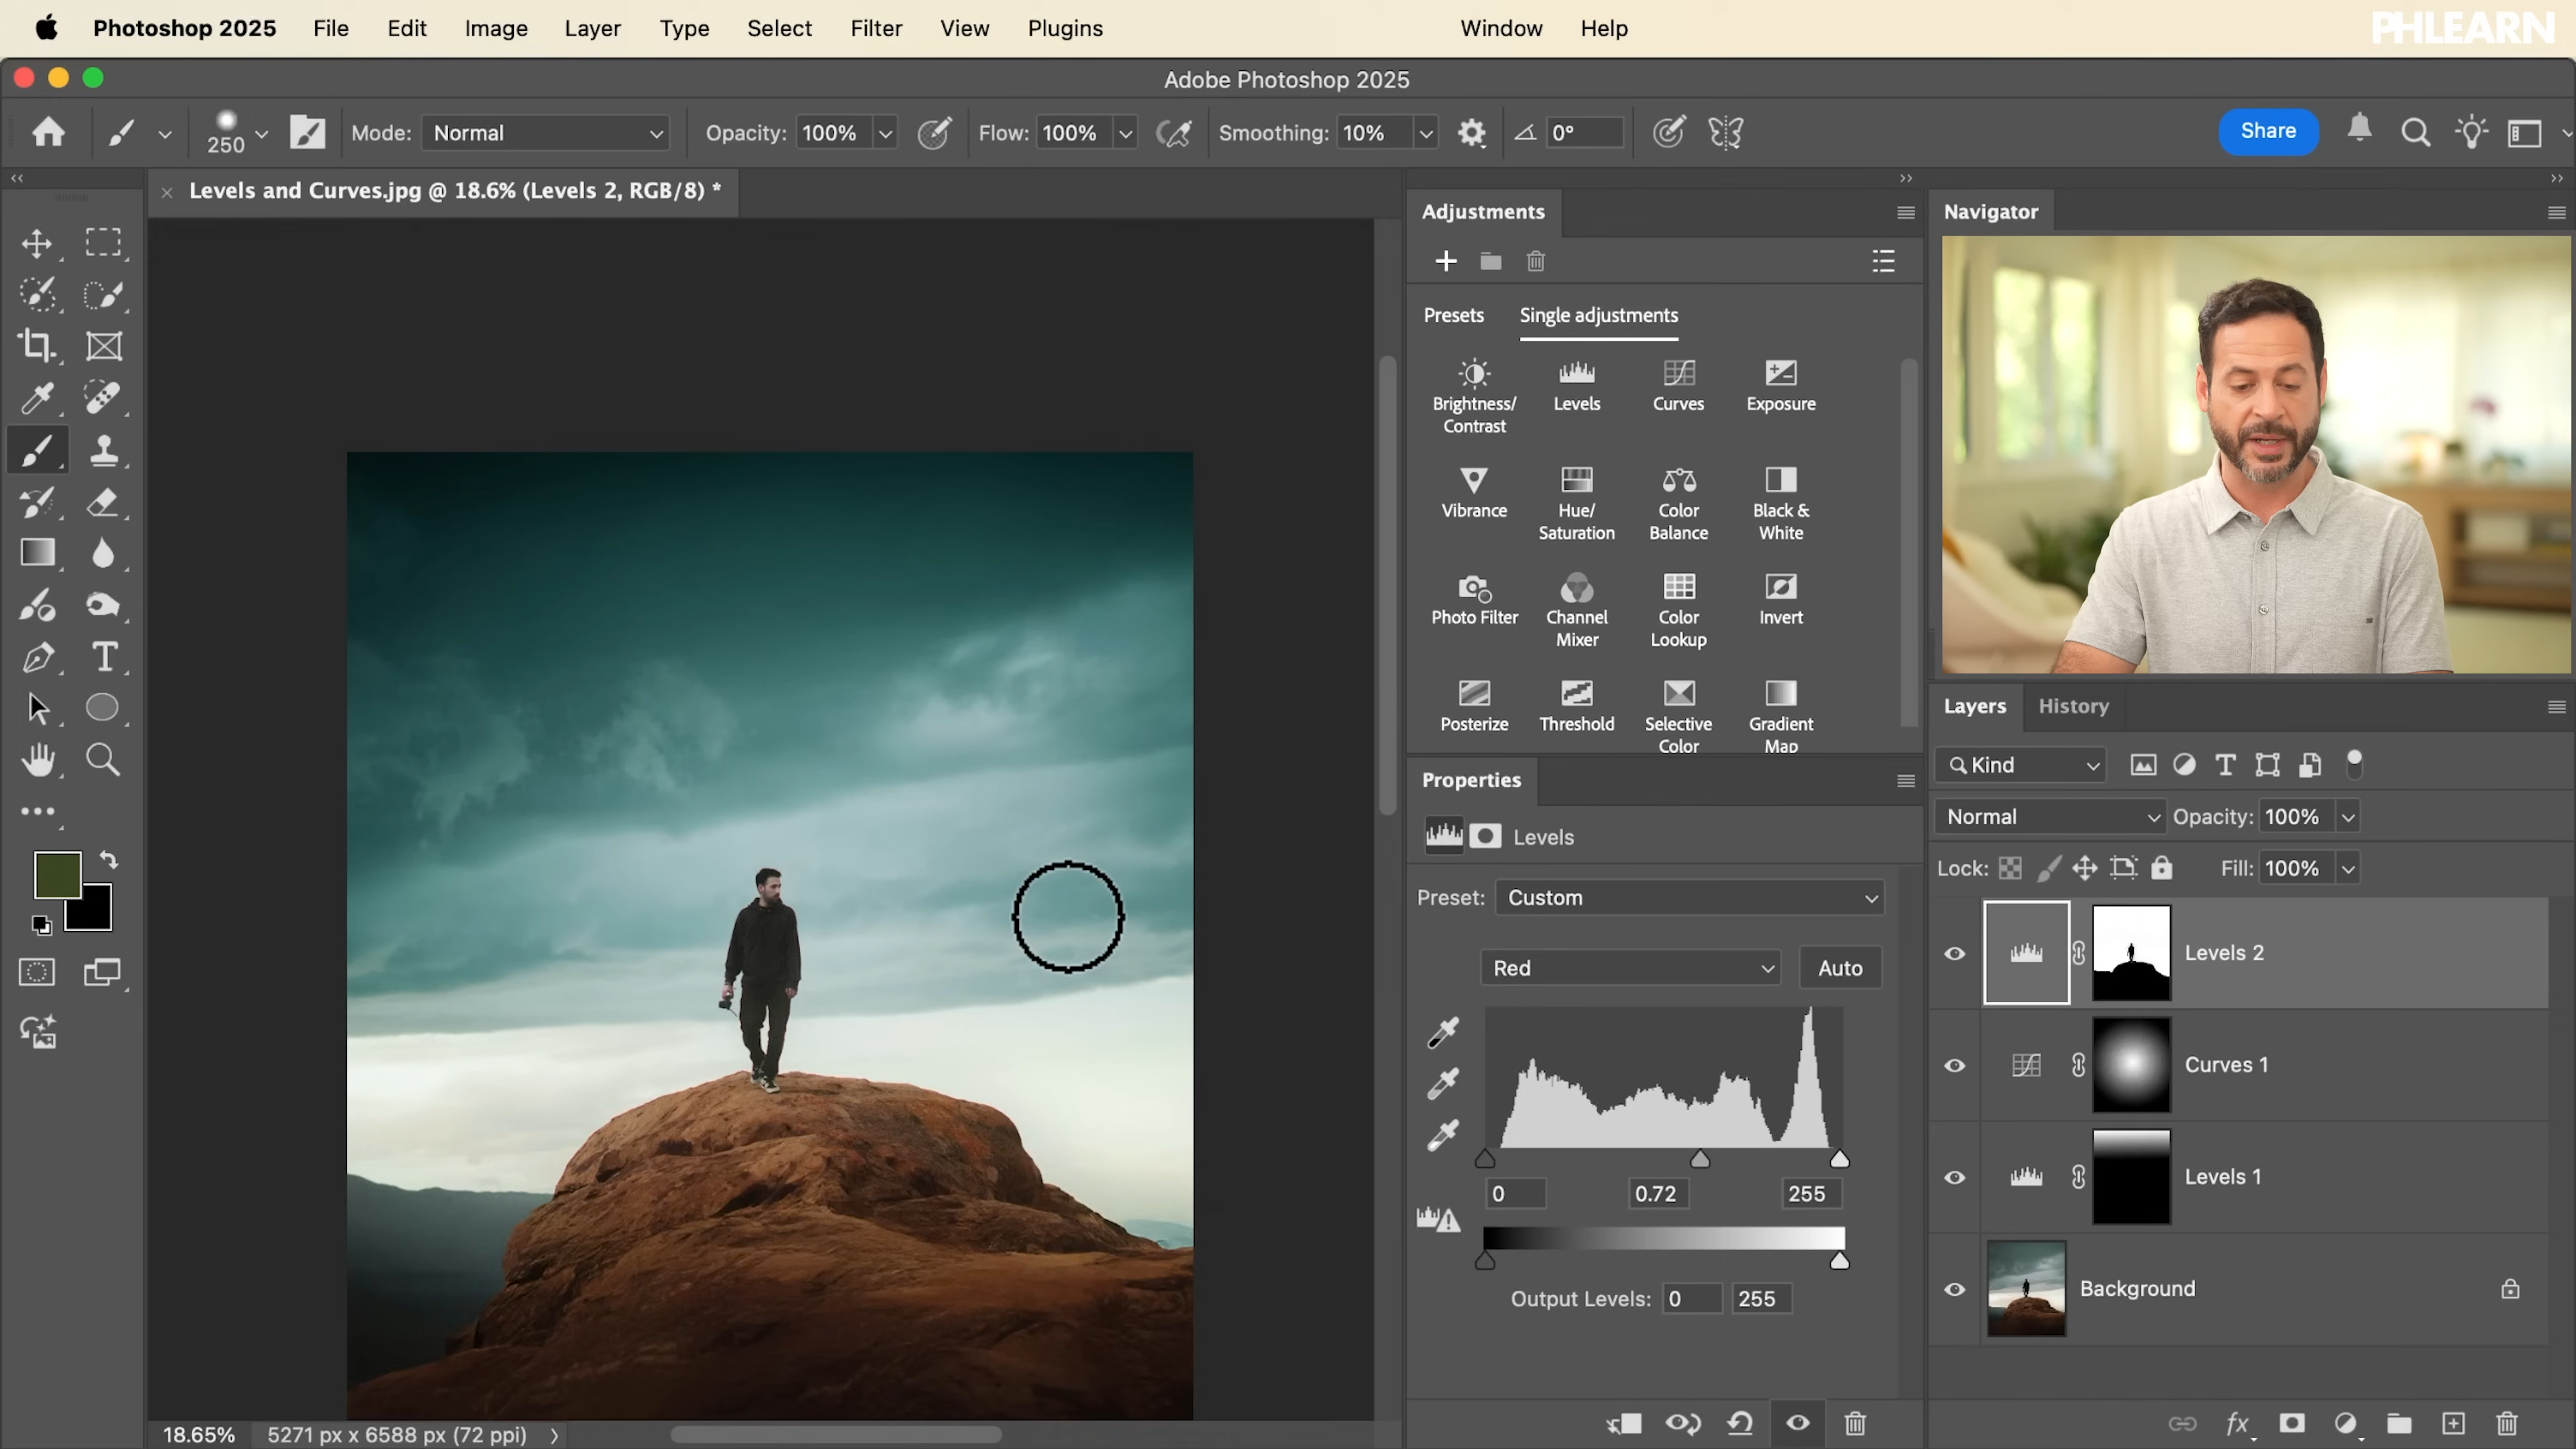 Photoshop 2025 File Edit Image Layer Type Select Filter View Plugins Window Help
PHLEARN
Adobe Photoshop 2025
250 Mode: Normal Opacity: 100% Flow: 100% Smoothing: 10% 0° Share
Levels and Curves.jpg @ 18.6% (Levels 2, RGB/8) *
Adjustments
Presets Single adjustments
Brightness/
Contrast
Levels
Curves
Exposure
Vibrance
Hue/
Saturation
Color
Balance
Black &
White
Photo Filter
Channel
Mixer
Color
Lookup
Invert
Posterize
Threshold
Selective
Color
Gradient
Map
Properties
Levels
Preset: Custom
Red Auto
0 0.72 255
Output Levels: 0 255
Navigator
Layers History
Kind
Normal Opacity: 100%
Lock: Fill: 100%
Levels 2
Curves 1
Levels 1
Background
18.65% 5271 px x 6588 px (72 ppi)